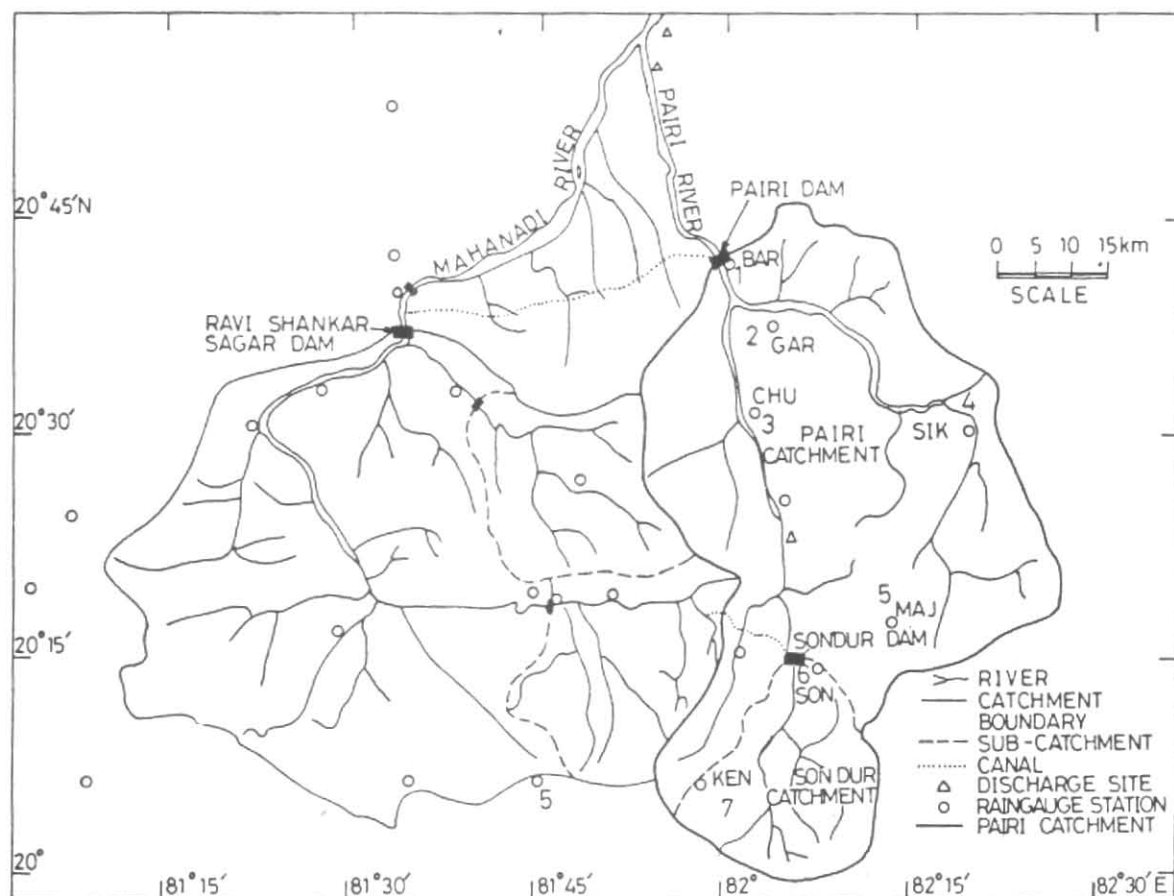 MAHANADI RIVER
PAIRI RIVER
20°45'N
PAIRI DAM
BAR
1
0 5 10 15km
SCALE
RAVI SHANKAR
SAGAR DAM
2
GAR
CHU
3
4
SIK
20°30'
PAIRI
CATCHMENT
5
MAJ
20°15'
SONDUR DAM
6
SON
KEN
7
SONDUR
CATCHMENT
5
RIVER
CATCHMENT
BOUNDARY
SUB-CATCHMENT
CANAL
DISCHARGE SITE
RAINGAUGE STATION
PAIRI CATCHMENT
20°
81°15' 81°30' 81°45' 82° 82°15' 82°30'E